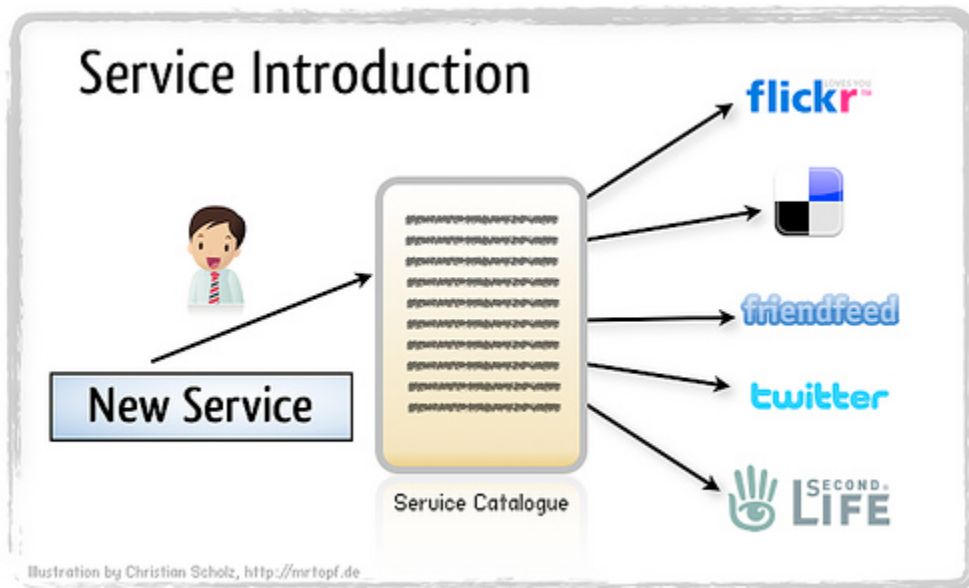 Service Introduction
flickr™
LOVES YOU
friendfeed
New Service
twitter
SECOND®
LIFE
Service Catalogue
Illustration by Christian Scholz, http://mrtopf.de